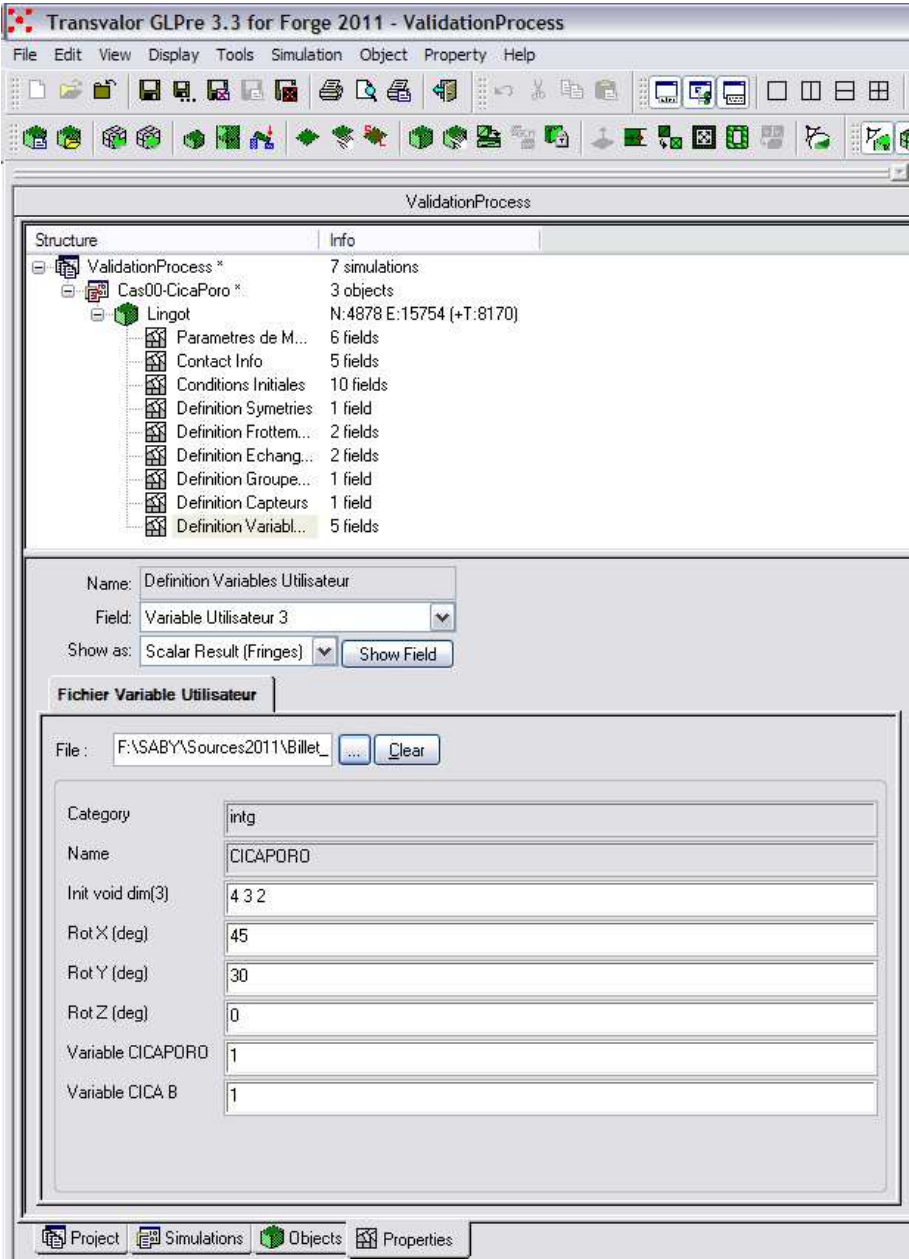 Transvalor GLPre 3.3 for Forge 2011 - ValidationProcess
File Edit View Display Tools Simulation Object Property Help
ValidationProcess
Structure Info
ValidationProcess * 7 simulations
Cas00-CicaPoro * 3 objects
Lingot N:4878 E:15754 (+T:8170)
Parametres de M... 6 fields
Contact Info 5 fields
Conditions Initiales 10 fields
Definition Symetries 1 field
Definition Frottem... 2 fields
Definition Echang... 2 fields
Definition Groupe... 1 field
Definition Capteurs 1 field
Definition Variabl... 5 fields
Name: Definition Variables Utilisateur
Field: Variable Utilisateur 3
Show as: Scalar Result (Fringes) Show Field
Fichier Variable Utilisateur
File : F:\SABY\Sources2011\Billet_ ... Clear
Category intg
Name CICAPORO
Init void dim(3) 4 3 2
Rot X (deg) 45
Rot Y (deg) 30
Rot Z (deg) 0
Variable CICAPORO 1
Variable CICA B 1
Project Simulations Objects Properties